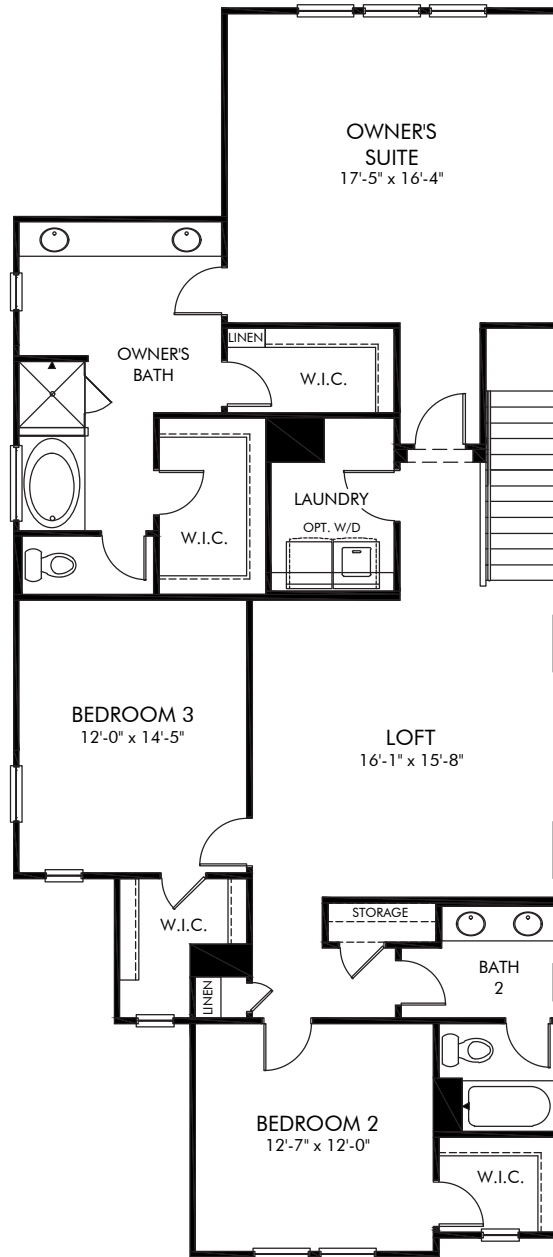 OWNER'S
SUITE
17'-5" x 16'-4"
LINEN
OWNER'S
BATH
W.I.C.
LAUNDRY
OPT. W/D
W.I.C.
BEDROOM 3
12'-0" x 14'-5"
LOFT
16'-1" x 15'-8"
STORAGE
W.I.C.
BATH
2
LINEN
BEDROOM 2
12'-7" x 12'-0"
W.I.C.